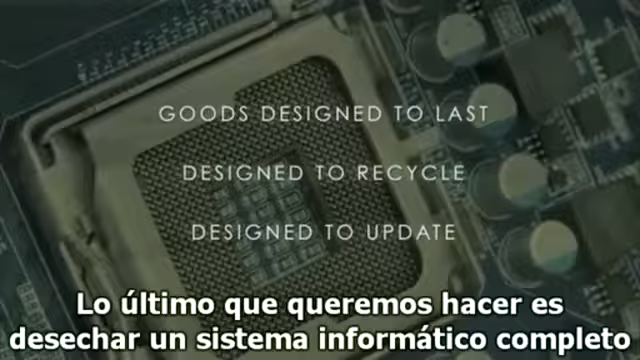 GOODS DESIGNED TO LAST
DESIGNED TO RECYCLE
DESIGNED TO UPDATE
Lo último que queremos hacer es
desechar un sistema informático completo